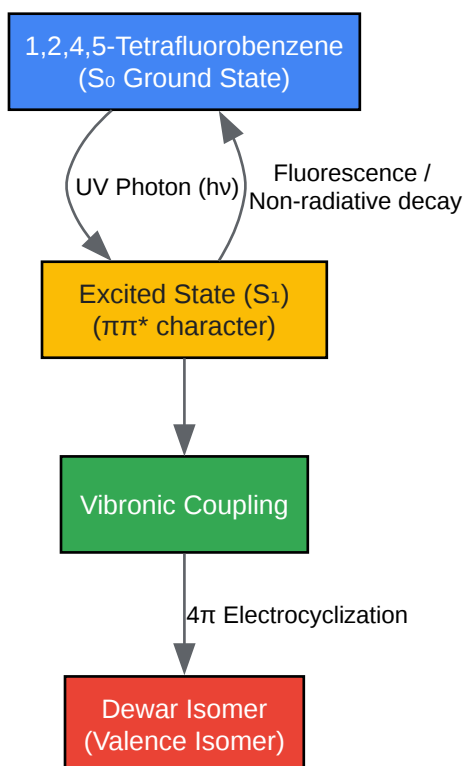 1,2,4,5-Tetrafluorobenzene
(S₀ Ground State)
UV Photon (hν)
Fluorescence /
Non-radiative decay
Excited State (S₁)
(ππ* character)
Vibronic Coupling
4π Electrocyclization
Dewar Isomer
(Valence Isomer)